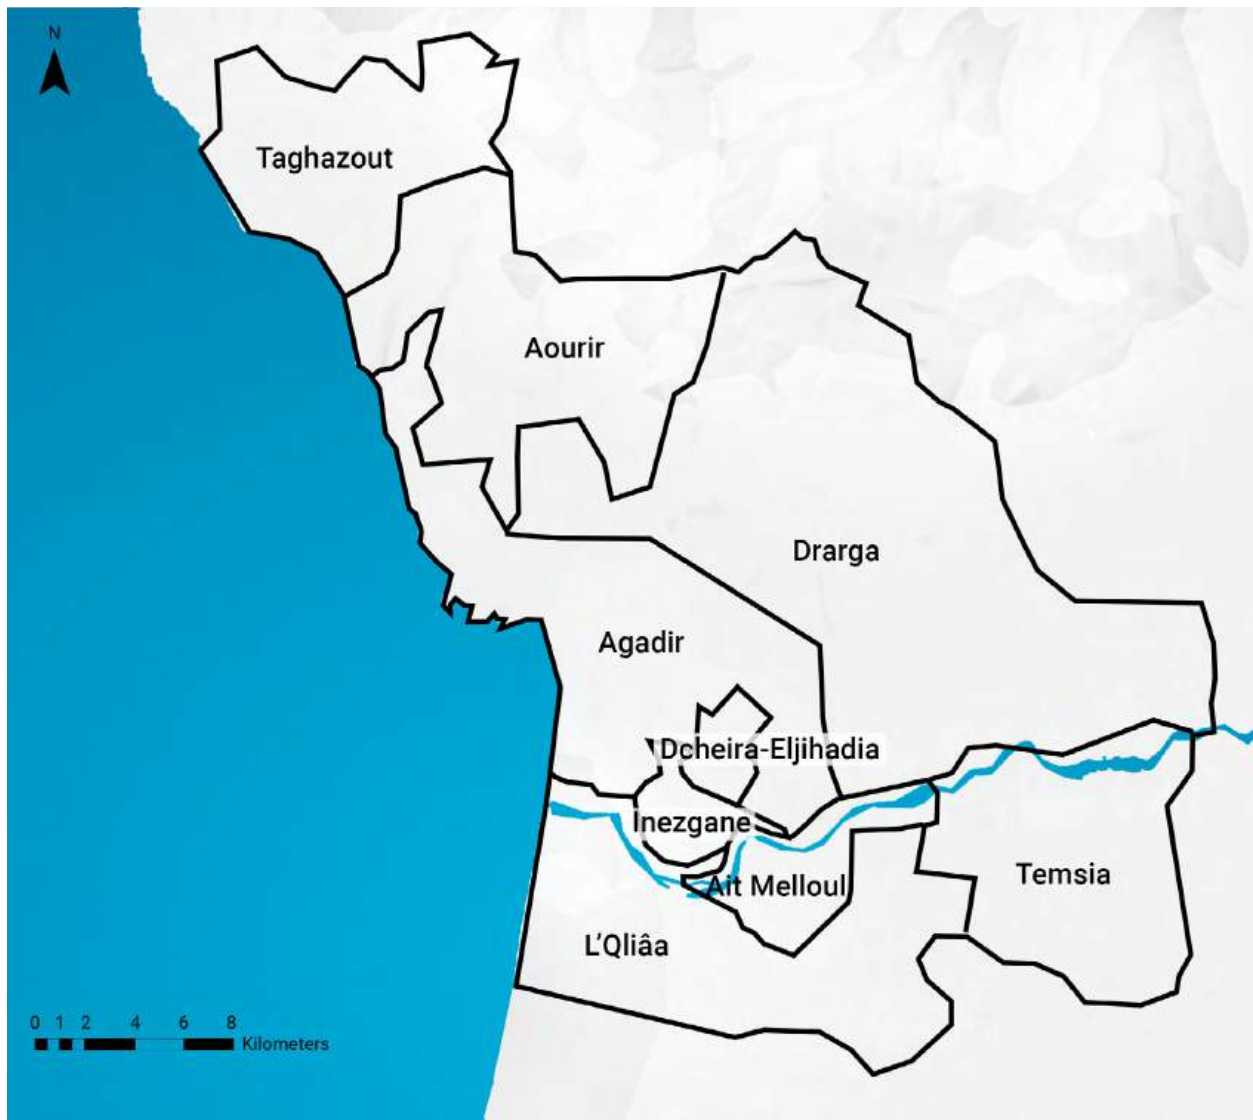 N
Taghazout
Aourir
Drarga
Agadir
Dcheira-Eljihadia
Inezgane
Temsia
Ait Melloul
L'Qliâa
0 1 2 4 6 8
Kilometers